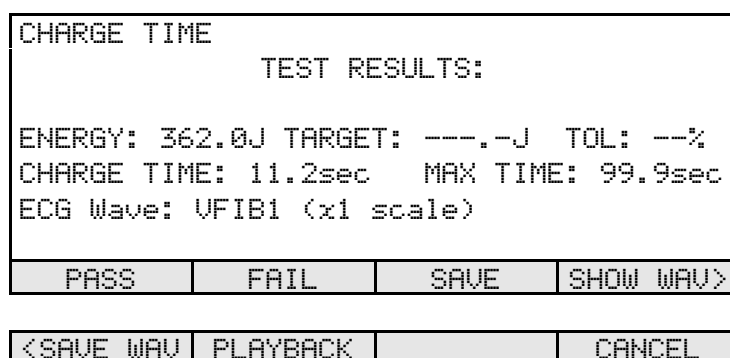 CHARGE TIME
TEST RESULTS:
ENERGY: 362.0J TARGET: ---.-J TOL: --%
CHARGE TIME: 11.2sec MAX TIME: 99.9sec
ECG Wave: VFIB1 (x1 scale)
PASS FAIL SAVE SHOW WAV>
<SAVE WAV PLAYBACK CANCEL